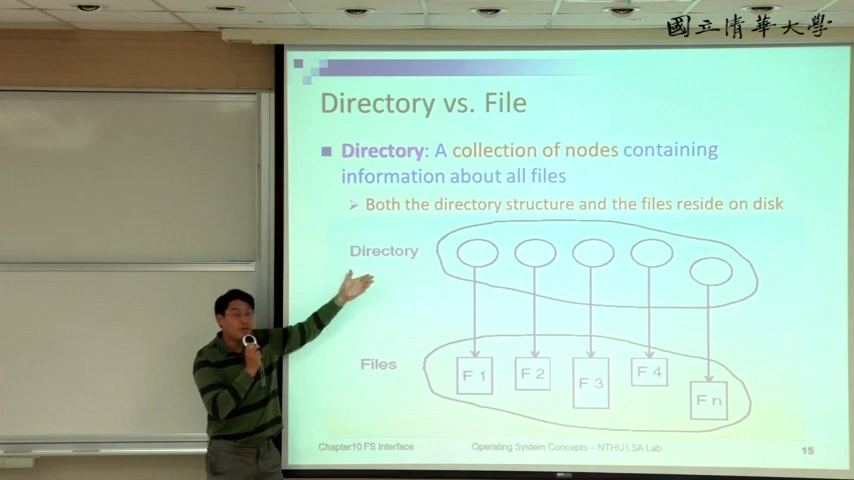 國立清華大學
Directory vs. File
Directory: A collection of nodes containing
information about all files
Both the directory structure and the files reside on disk
Directory
Files
F 1
F 2
F 3
F 4
F n
Chapter10 FS Interface
Operating System Concepts – NTHU LSA Lab
15